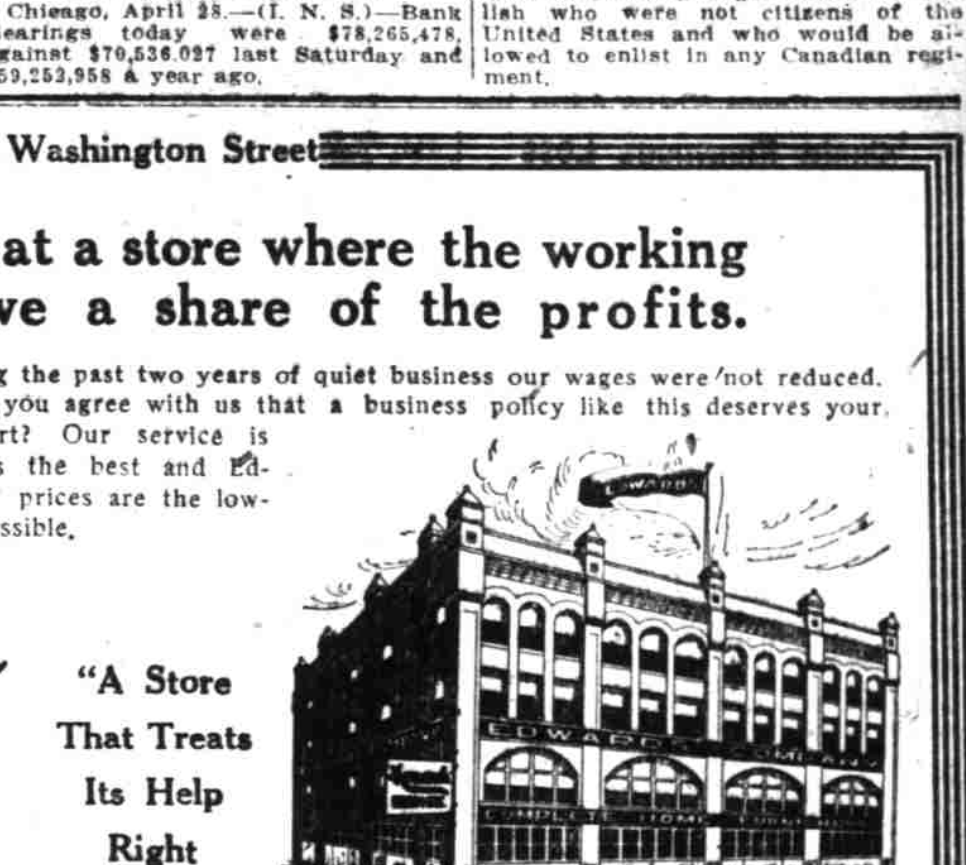 Chicago, April 28.—(I. N. S.)—Bank
earings today were $78,265,478,
gainst $70,536,027 last Saturday and
59,253,958 a year ago.
lish who were not citizens of the
United States and who would be al-
lowed to enlist in any Canadian regi-
ment.
Washington Street
at a store where the working
ve a share of the profits.
g the past two years of quiet business our wages were not reduced.
you agree with us that a business policy like this deserves your
rt? Our service is
s the best and Ed-
prices are the low-
ssible.
"A Store
That Treats
Its Help
Right
EDWARDS
EDWARDS COMPANY
COMPLETE HOME